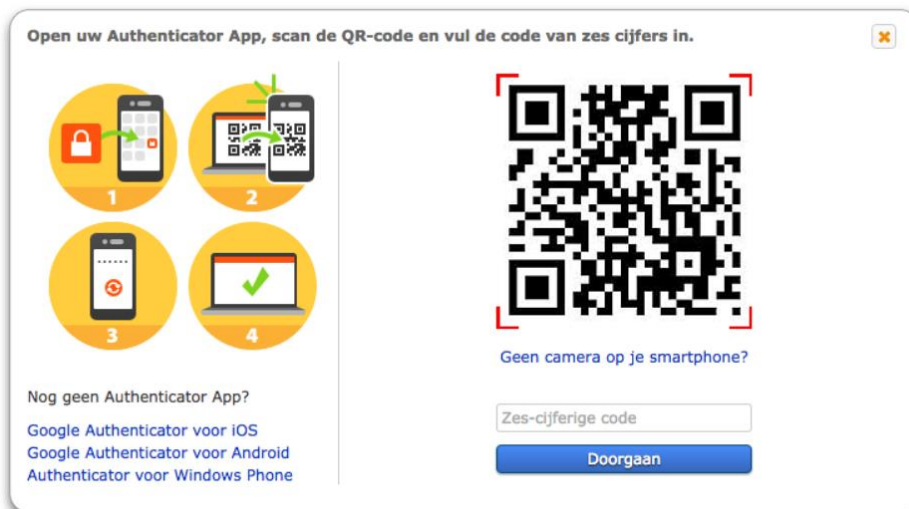 Open uw Authenticator App, scan de QR-code en vul de code van zes cijfers in.
1
2
3
4
Nog geen Authenticator App?
Google Authenticator voor iOS
Google Authenticator voor Android
Authenticator voor Windows Phone
Geen camera op je smartphone?
Zes-cijferige code
Doorgaan